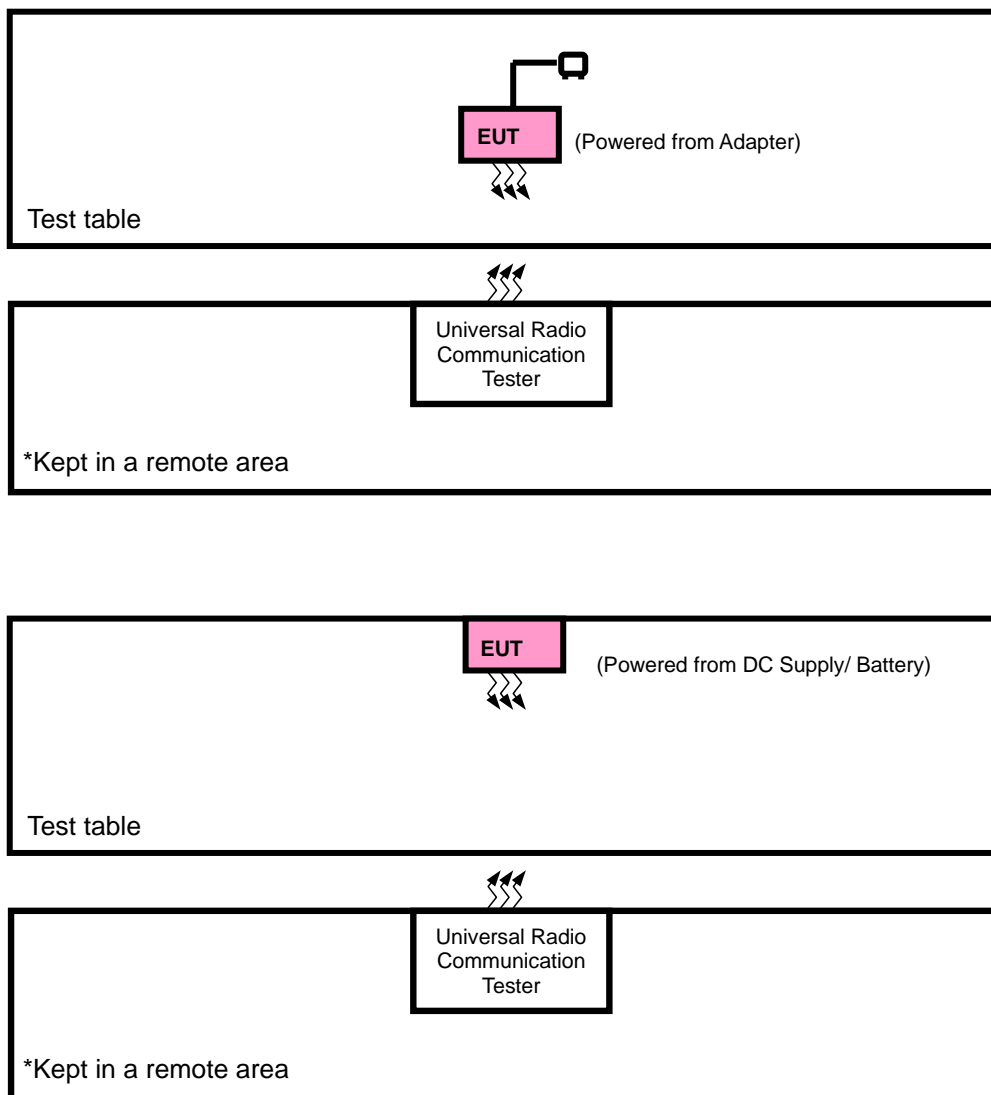 EUT
(Powered from Adapter)
Test table
Universal Radio
Communication
Tester
*Kept in a remote area
EUT
(Powered from DC Supply/ Battery)
Test table
Universal Radio
Communication
Tester
*Kept in a remote area